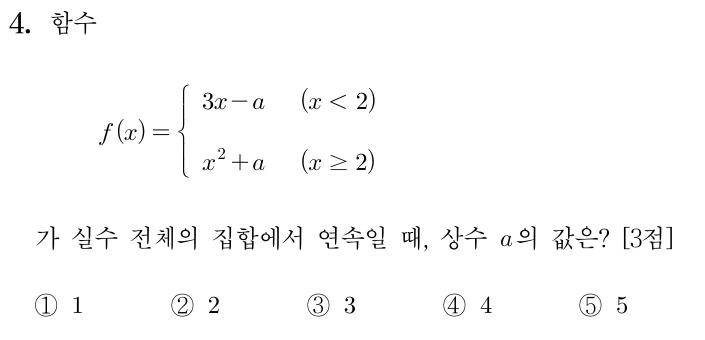 4. 함수
f(x) = { 3x - a (x < 2)
x² + a (x ≥ 2)
가 실수 전체의 집합에서 연속일 때, 상수 a의 값은? [3점]
① 1 ② 2 ③ 3 ④ 4 ⑤ 5